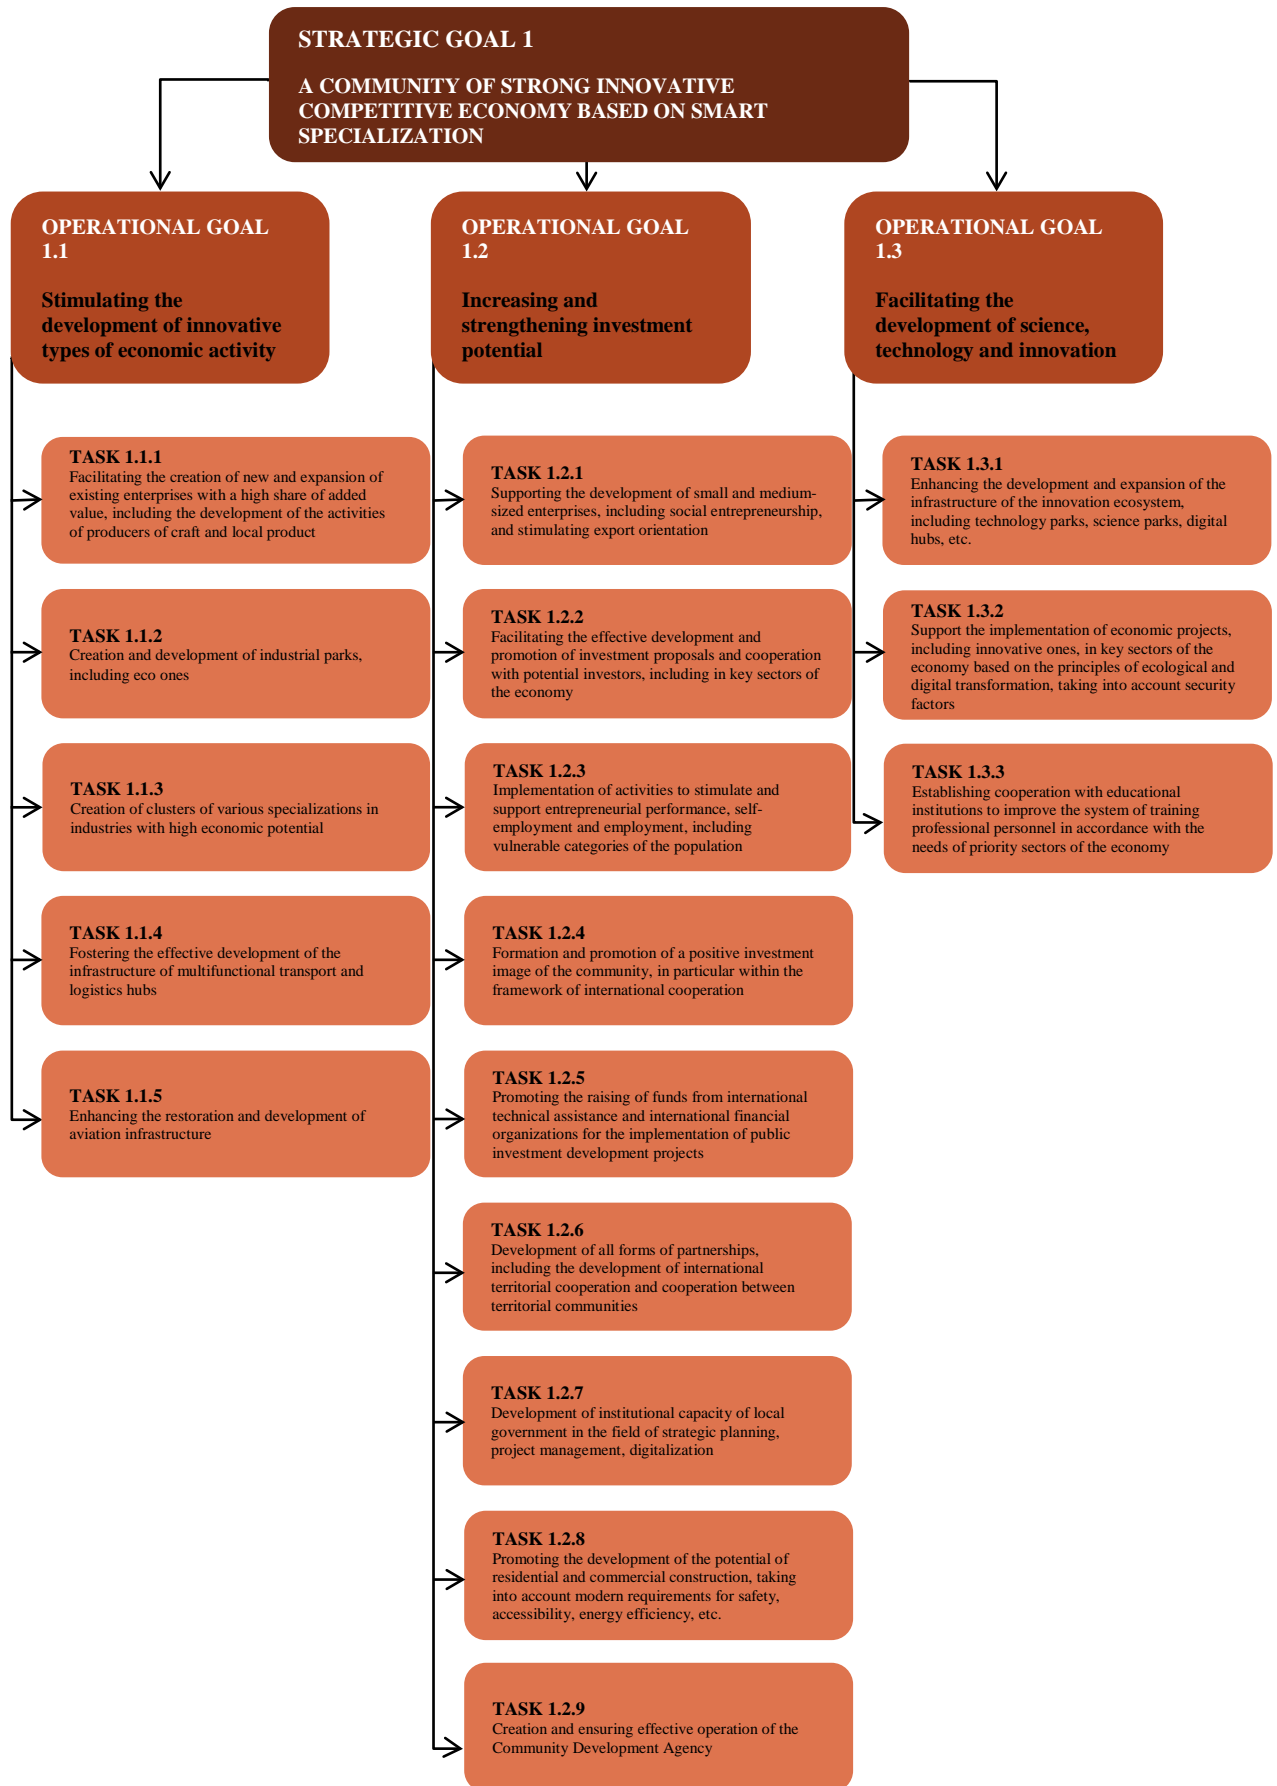 STRATEGIC GOAL 1
A COMMUNITY OF STRONG INNOVATIVE
COMPETITIVE ECONOMY BASED ON SMART
SPECIALIZATION
OPERATIONAL GOAL
1.1
Stimulating the
development of innovative
types of economic activity
TASK 1.1.1
Facilitating the creation of new and expansion of
existing enterprises with a high share of added
value, including the development of the activities
of producers of craft and local product
TASK 1.1.2
Creation and development of industrial parks,
including eco ones
TASK 1.1.3
Creation of clusters of various specializations in
industries with high economic potential
TASK 1.1.4
Fostering the effective development of the
infrastructure of multifunctional transport and
logistics hubs
TASK 1.1.5
Enhancing the restoration and development of
aviation infrastructure
OPERATIONAL GOAL
1.2
Increasing and
strengthening investment
potential
TASK 1.2.1
Supporting the development of small and medium-
sized enterprises, including social entrepreneurship,
and stimulating export orientation
TASK 1.2.2
Facilitating the effective development and
promotion of investment proposals and cooperation
with potential investors, including in key sectors of
the economy
TASK 1.2.3
Implementation of activities to stimulate and
support entrepreneurial performance, self-
employment and employment, including
vulnerable categories of the population
TASK 1.2.4
Formation and promotion of a positive investment
image of the community, in particular within the
framework of international cooperation
TASK 1.2.5
Promoting the raising of funds from international
technical assistance and international financial
organizations for the implementation of public
investment development projects
TASK 1.2.6
Development of all forms of partnerships,
including the development of international
territorial cooperation and cooperation between
territorial communities
TASK 1.2.7
Development of institutional capacity of local
government in the field of strategic planning,
project management, digitalization
TASK 1.2.8
Promoting the development of the potential of
residential and commercial construction, taking
into account modern requirements for safety,
accessibility, energy efficiency, etc.
TASK 1.2.9
Creation and ensuring effective operation of the
Community Development Agency
OPERATIONAL GOAL
1.3
Facilitating the
development of science,
technology and innovation
TASK 1.3.1
Enhancing the development and expansion of the
infrastructure of the innovation ecosystem,
including technology parks, science parks, digital
hubs, etc.
TASK 1.3.2
Support the implementation of economic projects,
including innovative ones, in key sectors of the
economy based on the principles of ecological and
digital transformation, taking into account security
factors
TASK 1.3.3
Establishing cooperation with educational
institutions to improve the system of training
professional personnel in accordance with the
needs of priority sectors of the economy